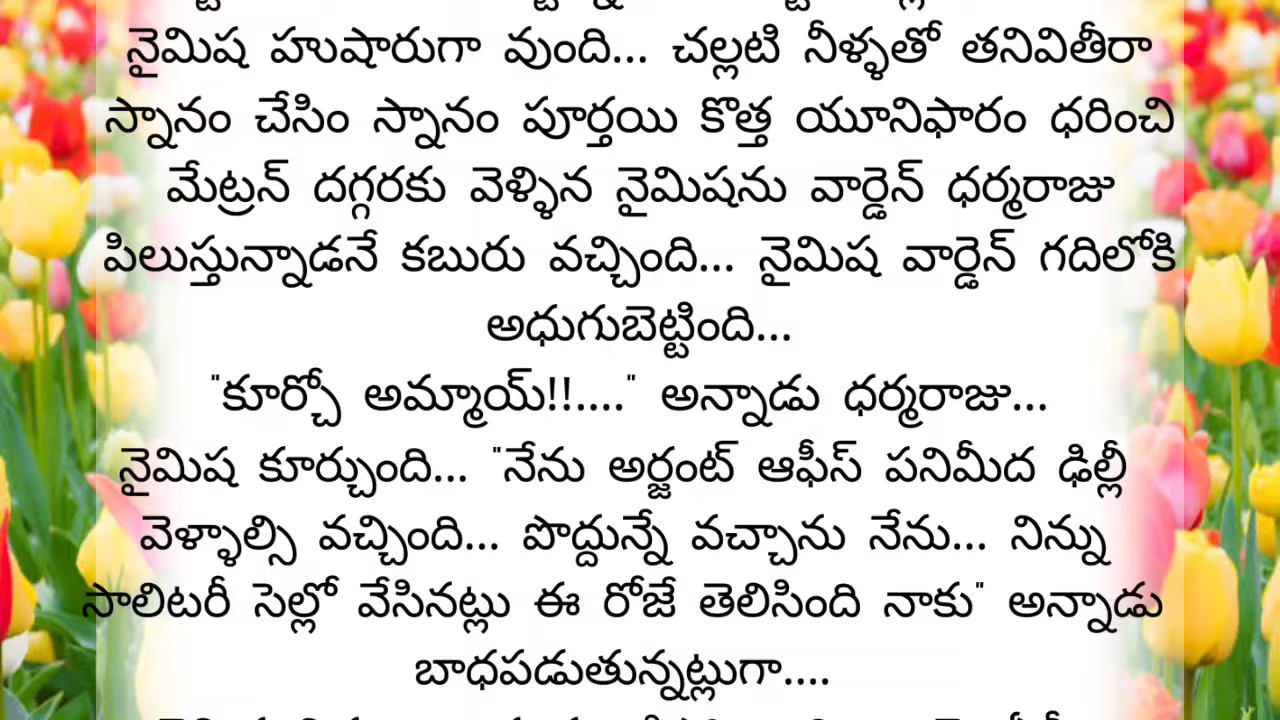 నైమిష హుషారుగా వుంది... చల్లటి నీళ్ళతో తనివితీరా
స్నానం చేసిం స్నానం పూర్తయి కొత్త యూనిఫారం ధరించి
మేట్రన్ దగ్గరకు వెళ్ళిన నైమిషను వార్డెన్ ధర్మరాజు
పిలుస్తున్నాడనే కబురు వచ్చింది... నైమిష వార్డెన్ గదిలోకి
అధుగుబెట్టింది...
"కూర్చో అమ్మాయ్!!...." అన్నాడు ధర్మరాజు...
నైమిష కూర్చుంది... "నేను అర్జంట్ ఆఫీస్ పనిమీద ఢిల్లీ
వెళ్ళాల్సి వచ్చింది... పొద్దున్నే వచ్చాను నేను... నిన్ను
సాలిటరీ సెల్లో వేసినట్లు ఈ రోజే తెలిసింది నాకు" అన్నాడు
బాధపడుతున్నట్లుగా....